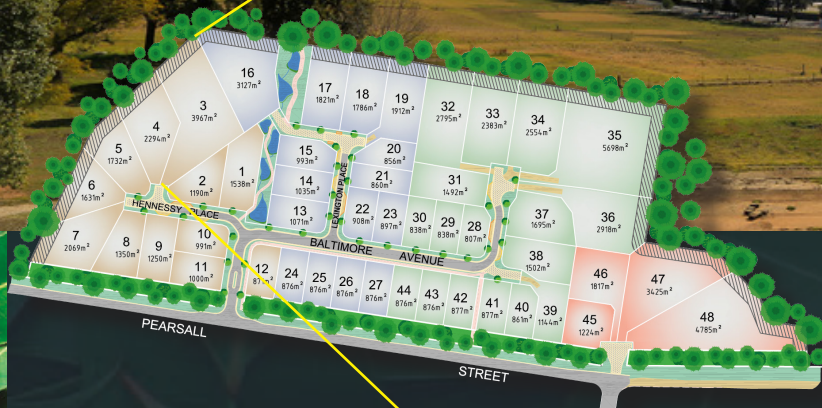 16
3127m²
3
3967m²
4
2294m²
5
1732m²
6
1631m²
7
2069m²
8
1350m²
9
1250m²
10
991m²
11
1000m²
2
1190m²
1
1538m²
HENNESSY PLACE
17
1821m²
18
1786m²
19
1912m²
15
993m²
14
1035m²
13
1071m²
LEXINGTON PLACE
20
856m²
21
860m²
22
908m²
23
897m²
32
2795m²
33
2383m²
34
2554m²
35
5698m²
31
1492m²
30
838m²
29
838m²
28
807m²
37
1695m²
36
2918m²
38
1502m²
BALTIMORE AVENUE
12
24
876m²
25
876m²
26
876m²
27
876m²
44
876m²
43
876m²
42
877m²
41
877m²
40
861m²
39
1144m²
46
1817m²
45
1224m²
47
3425m²
48
4785m²
PEARSALL STREET